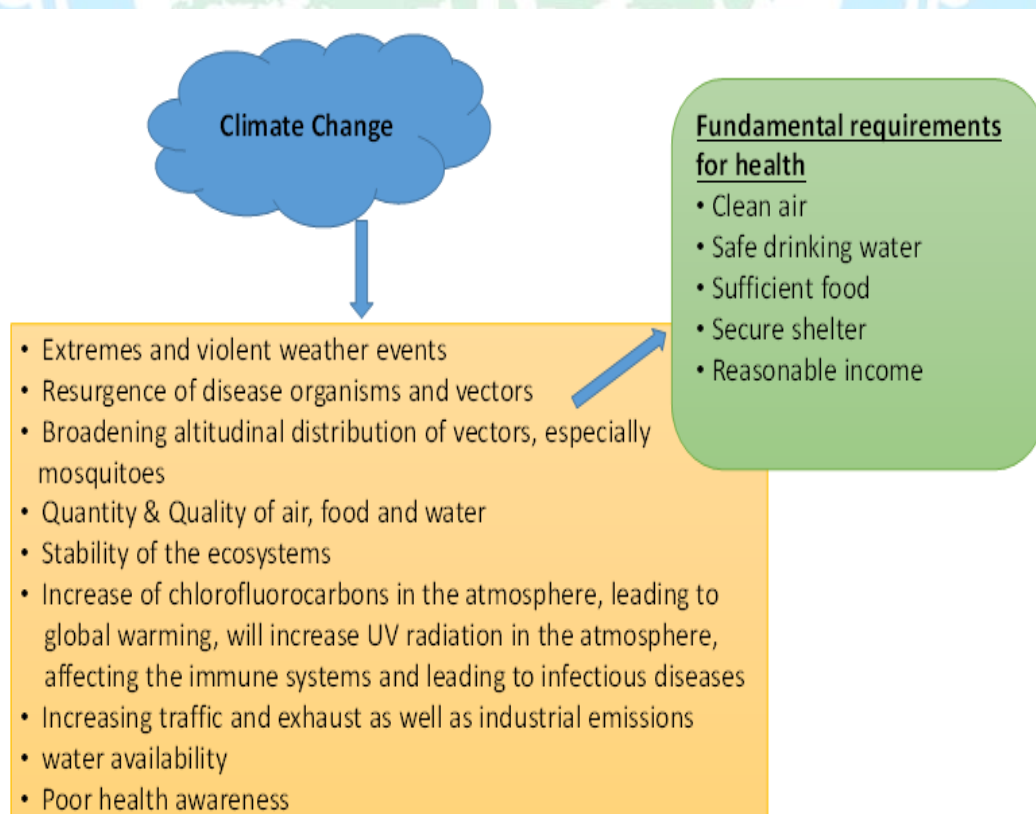 Climate Change
Fundamental requirements
for health
• Clean air
• Safe drinking water
• Sufficient food
• Secure shelter
• Reasonable income
• Extremes and violent weather events
• Resurgence of disease organisms and vectors
• Broadening altitudinal distribution of vectors, especially
mosquitoes
• Quantity & Quality of air, food and water
• Stability of the ecosystems
• Increase of chlorofluorocarbons in the atmosphere, leading to
global warming, will increase UV radiation in the atmosphere,
affecting the immune systems and leading to infectious diseases
• Increasing traffic and exhaust as well as industrial emissions
• water availability
• Poor health awareness